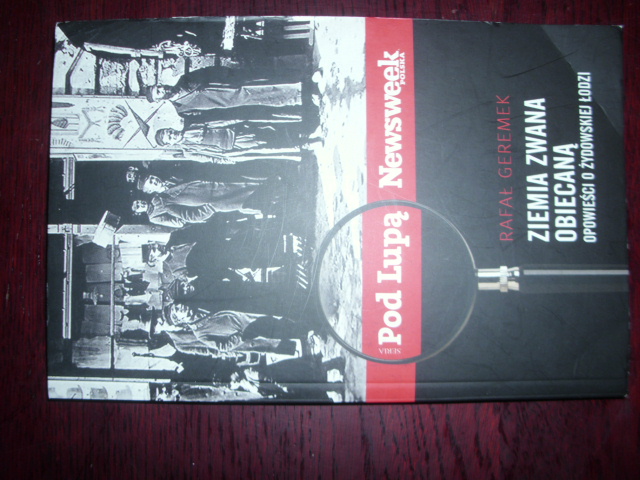 SERIA
Pod Lupą Newsweek
POLSKA
RAFAŁ GEREMEK
ZIEMIA ZWANA
OBIECANĄ
OPOWIEŚCI O ŻYDOWSKIEJ ŁODZI